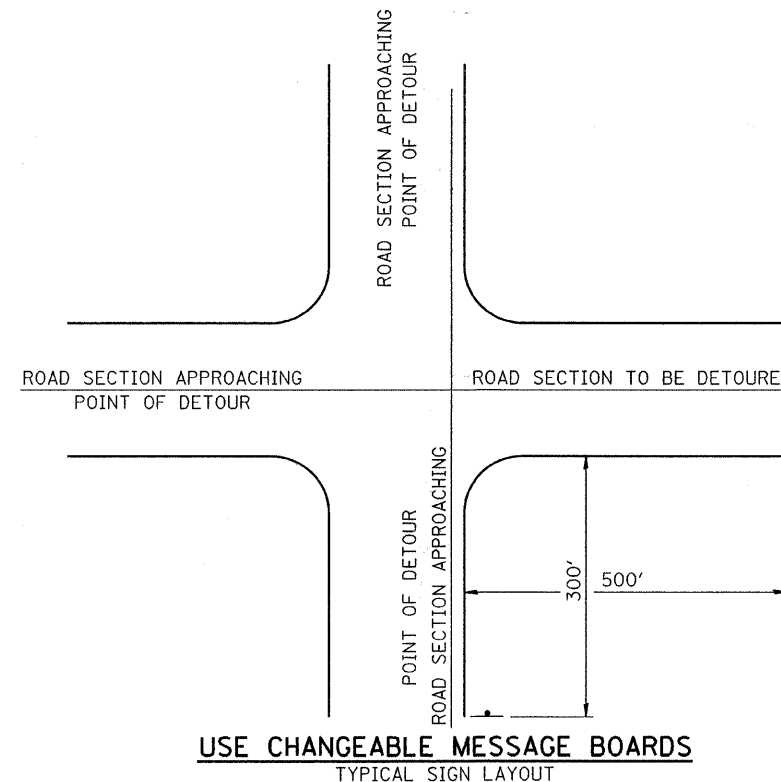 ROAD SECTION APPROACHING
POINT OF DETOUR
ROAD SECTION APPROACHING
POINT OF DETOUR
ROAD SECTION TO BE DETOURE
POINT OF DETOUR
ROAD SECTION APPROACHING
300'
500'
USE CHANGEABLE MESSAGE BOARDS
TYPICAL SIGN LAYOUT